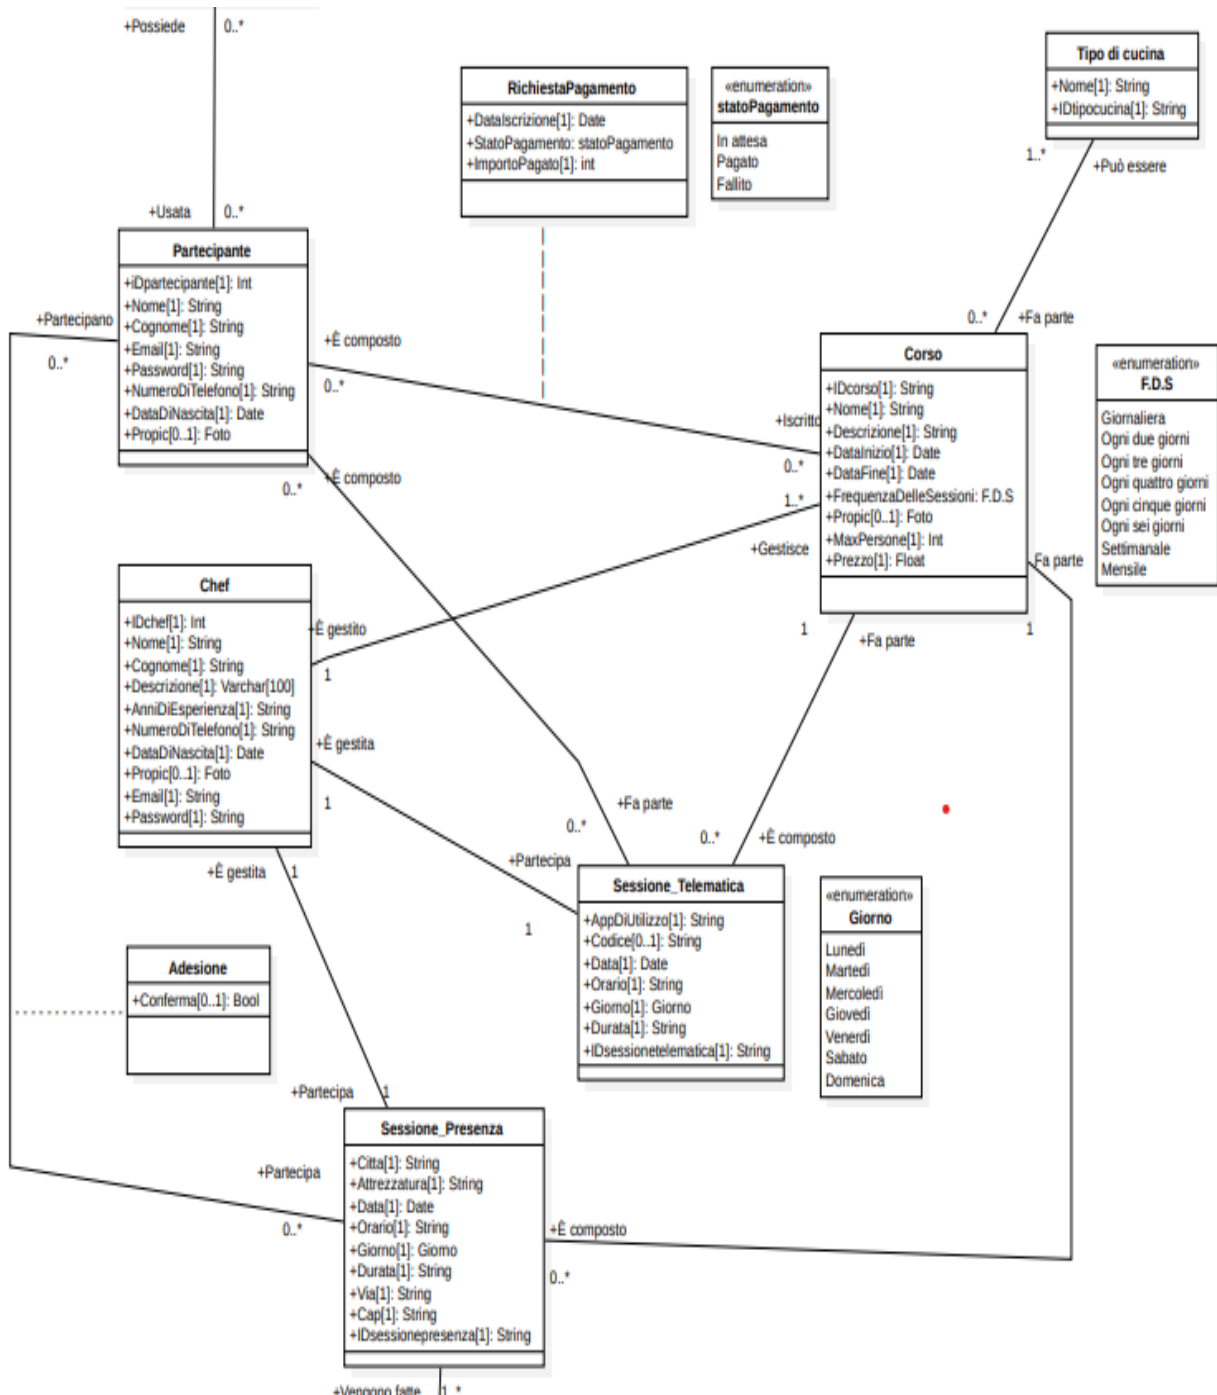 +Possiede
0..*
+Usata
0..*
RichiestaPagamento
+DataIscrizione[1]: Date
+StatoPagamento: statoPagamento
+ImportoPagato[1]: int
«enumeration»
statoPagamento
In attesa
Pagato
Fallito
Tipo di cucina
+Nome[1]: String
+IDtipocucina[1]: String
1..*
+Può essere
0..*
+Fa parte
Partecipante
+iDpartecipante[1]: Int
+Nome[1]: String
+Cognome[1]: String
+Email[1]: String
+Password[1]: String
+NumeroDiTelefono[1]: String
+DataDiNascita[1]: Date
+Propic[0..1]: Foto
+Partecipano
0..*
+È composto
0..*
+Iscritto
0..*
0..*
+È composto
Corso
+IDcorso[1]: String
+Nome[1]: String
+Descrizione[1]: String
+DataInizio[1]: Date
+DataFine[1]: Date
+FrequenzaDelleSessioni: F.D.S
+Propic[0..1]: Foto
+MaxPersone[1]: Int
+Prezzo[1]: Float
«enumeration»
F.D.S
Giornaliera
Ogni due giorni
Ogni tre giorni
Ogni quattro giorni
Ogni cinque giorni
Ogni sei giorni
Settimanale
Mensile
1..*
+Gestisce
Fa parte
1
1
+Fa parte
Chef
+IDchef[1]: Int
+Nome[1]: String
+Cognome[1]: String
+Descrizione[1]: Varchar[100]
+AnniDiEsperienza[1]: String
+NumeroDiTelefono[1]: String
+DataDiNascita[1]: Date
+Propic[0..1]: Foto
+Email[1]: String
+Password[1]: String
+È gestito
1
+È gestita
1
+È gestita
1
+Fa parte
0..*
0..*
+È composto
+Partecipa
1
Sessione_Telematica
+AppDiUtilizzo[1]: String
+Codice[0..1]: String
+Data[1]: Date
+Orario[1]: String
+Giorno[1]: Giorno
+Durata[1]: String
+IDsessionetelematica[1]: String
«enumeration»
Giorno
Lunedì
Martedì
Mercoledì
Giovedì
Venerdì
Sabato
Domenica
Adesione
+Conferma[0..1]: Bool
+Partecipa
1
Sessione_Presenza
+Citta[1]: String
+Attrezzatura[1]: String
+Data[1]: Date
+Orario[1]: String
+Giorno[1]: Giorno
+Durata[1]: String
+Via[1]: String
+Cap[1]: String
+IDsessionepresenza[1]: String
+Partecipa
0..*
+È composto
0..*
+Vengono fatte
1..*